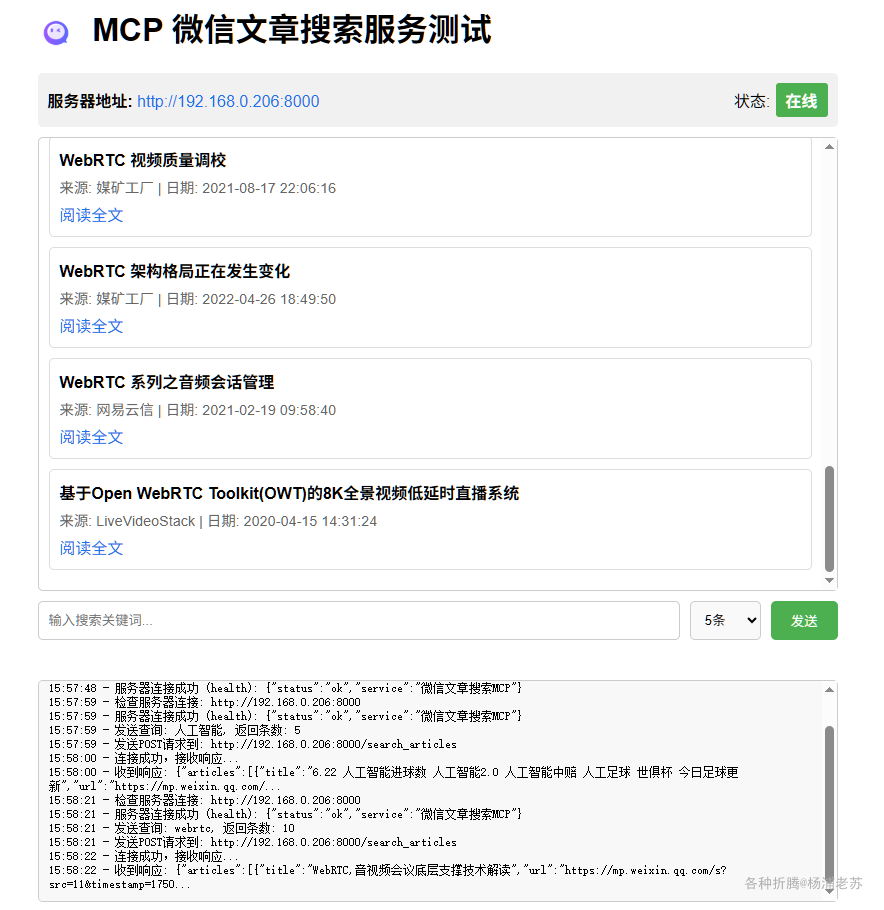 MCP 微信文章搜索服务测试
服务器地址: http://192.168.0.206:8000 状态: 在线
WebRTC 视频质量调校
来源: 媒矿工厂 | 日期: 2021-08-17 22:06:16
阅读全文
WebRTC 架构格局正在发生变化
来源: 媒矿工厂 | 日期: 2022-04-26 18:49:50
阅读全文
WebRTC 系列之音频会话管理
来源: 网易云信 | 日期: 2021-02-19 09:58:40
阅读全文
基于Open WebRTC Toolkit(OWT)的8K全景视频低延时直播系统
来源: LiveVideoStack | 日期: 2020-04-15 14:31:24
阅读全文
输入搜索关键词... 5条 发送
15:57:48 - 服务器连接成功 (health): {"status":"ok","service":"微信文章搜索MCP"}
15:57:59 - 检查服务器连接: http://192.168.0.206:8000
15:57:59 - 服务器连接成功 (health): {"status":"ok","service":"微信文章搜索MCP"}
15:57:59 - 发送查询: 人工智能, 返回条数: 5
15:57:59 - 发送POST请求到: http://192.168.0.206:8000/search_articles
15:58:00 - 连接成功，接收响应...
15:58:00 - 收到响应: {"articles":[{"title":"6.22 人工智能进球数 人工智能2.0 人工智能中赔 人工足球 世俱杯 今日足球更
新","url":"https://mp.weixin.qq.com/...
15:58:21 - 检查服务器连接: http://192.168.0.206:8000
15:58:21 - 服务器连接成功 (health): {"status":"ok","service":"微信文章搜索MCP"}
15:58:21 - 发送查询: webrtc, 返回条数: 10
15:58:21 - 发送POST请求到: http://192.168.0.206:8000/search_articles
15:58:22 - 连接成功，接收响应...
15:58:22 - 收到响应: {"articles":[{"title":"WebRTC,音视频会议底层支撑技术解读","url":"https://mp.weixin.qq.com/s?
src=11&timestamp=1750...
各种折腾@杨浦老苏